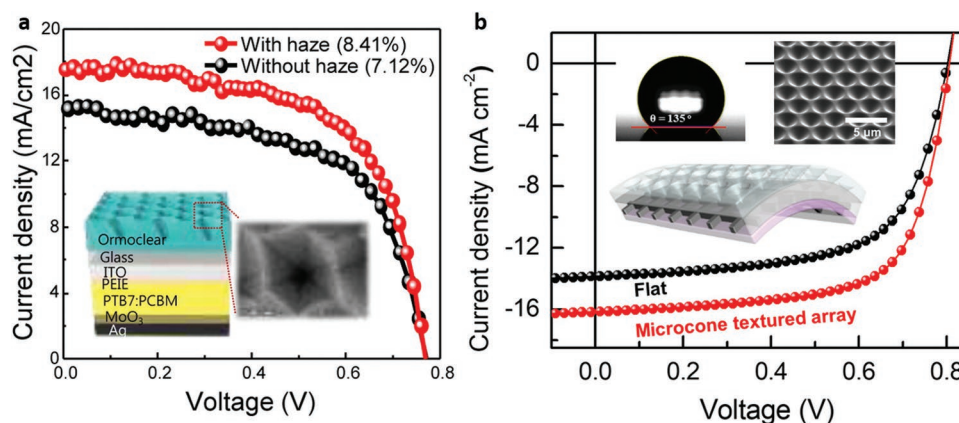 a
With haze (8.41%)
Without haze (7.12%)
Current density (mA/cm2)
20
16
12
8
4
0
Ormoclear
Glass
ITO
PEIE
PTB7:PCBM
MoO3
Ag
0.0 0.2 0.4 0.6 0.8
Voltage (V)
b
Current density (mA cm⁻²)
0
-4
-8
-12
-16
θ = 135°
5 um
Flat
Microcone textured array
0.0 0.2 0.4 0.6 0.8
Voltage (V)